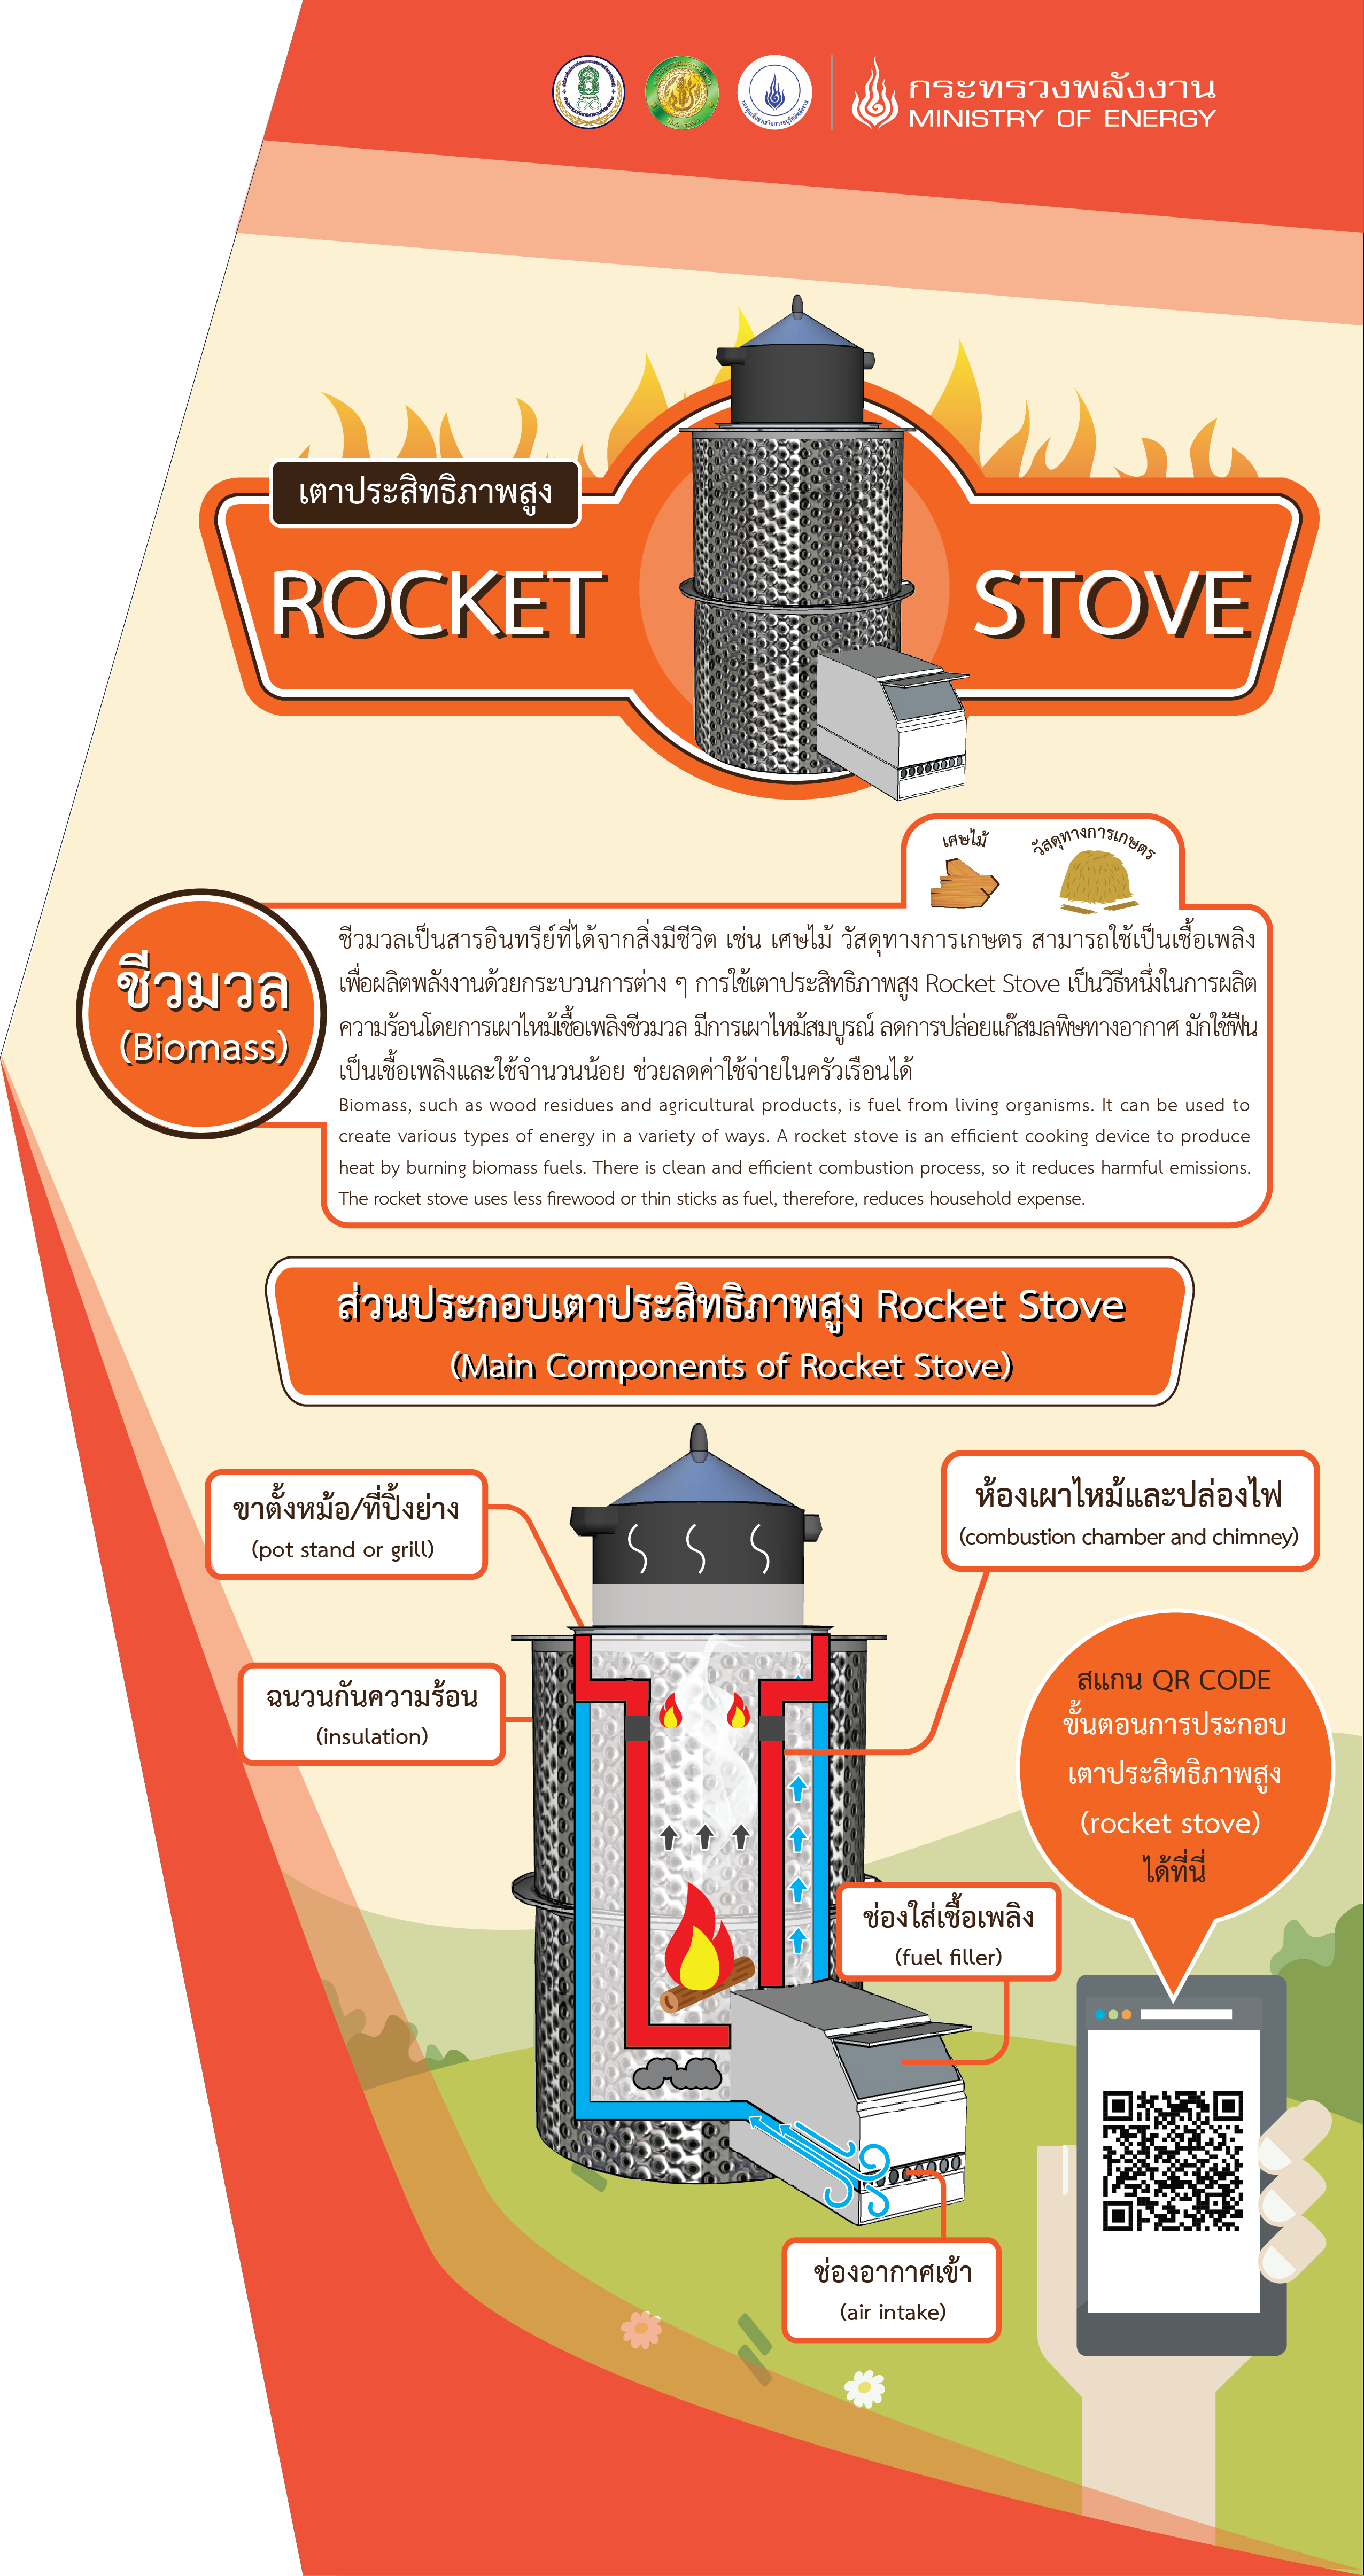 กระทรวงพลังงาน
MINISTRY OF ENERGY
เตาประสิทธิภาพสูง
ROCKET STOVE
เศษไม้
วัสดุทางการเกษตร
ชีวมวล
(Biomass)
ชีวมวลเป็นสารอินทรีย์ที่ได้จากสิ่งมีชีวิต เช่น เศษไม้ วัสดุทางการเกษตร สามารถใช้เป็นเชื้อเพลิง
เพื่อผลิตพลังงานด้วยกระบวนการต่าง ๆ การใช้เตาประสิทธิภาพสูง Rocket Stove เป็นวิธีหนึ่งในการผลิต
ความร้อนโดยการเผาไหม้เชื้อเพลิงชีวมวล มีการเผาไหม้สมบูรณ์ ลดการปล่อยแก๊สมลพิษทางอากาศ มักใช้ฟืน
เป็นเชื้อเพลิงและใช้จำนวนน้อย ช่วยลดค่าใช้จ่ายในครัวเรือนได้
Biomass, such as wood residues and agricultural products, is fuel from living organisms. It can be used to
create various types of energy in a variety of ways. A rocket stove is an efficient cooking device to produce
heat by burning biomass fuels. There is clean and efficient combustion process, so it reduces harmful emissions.
The rocket stove uses less firewood or thin sticks as fuel, therefore, reduces household expense.
ส่วนประกอบเตาประสิทธิภาพสูง Rocket Stove
(Main Components of Rocket Stove)
ขาตั้งหม้อ/ที่ปิ้งย่าง
(pot stand or grill)
ห้องเผาไหม้และปล่องไฟ
(combustion chamber and chimney)
ฉนวนกันความร้อน
(insulation)
สแกน QR CODE
ขั้นตอนการประกอบ
เตาประสิทธิภาพสูง
(rocket stove)
ได้ที่นี่
ช่องใส่เชื้อเพลิง
(fuel filler)
ช่องอากาศเข้า
(air intake)